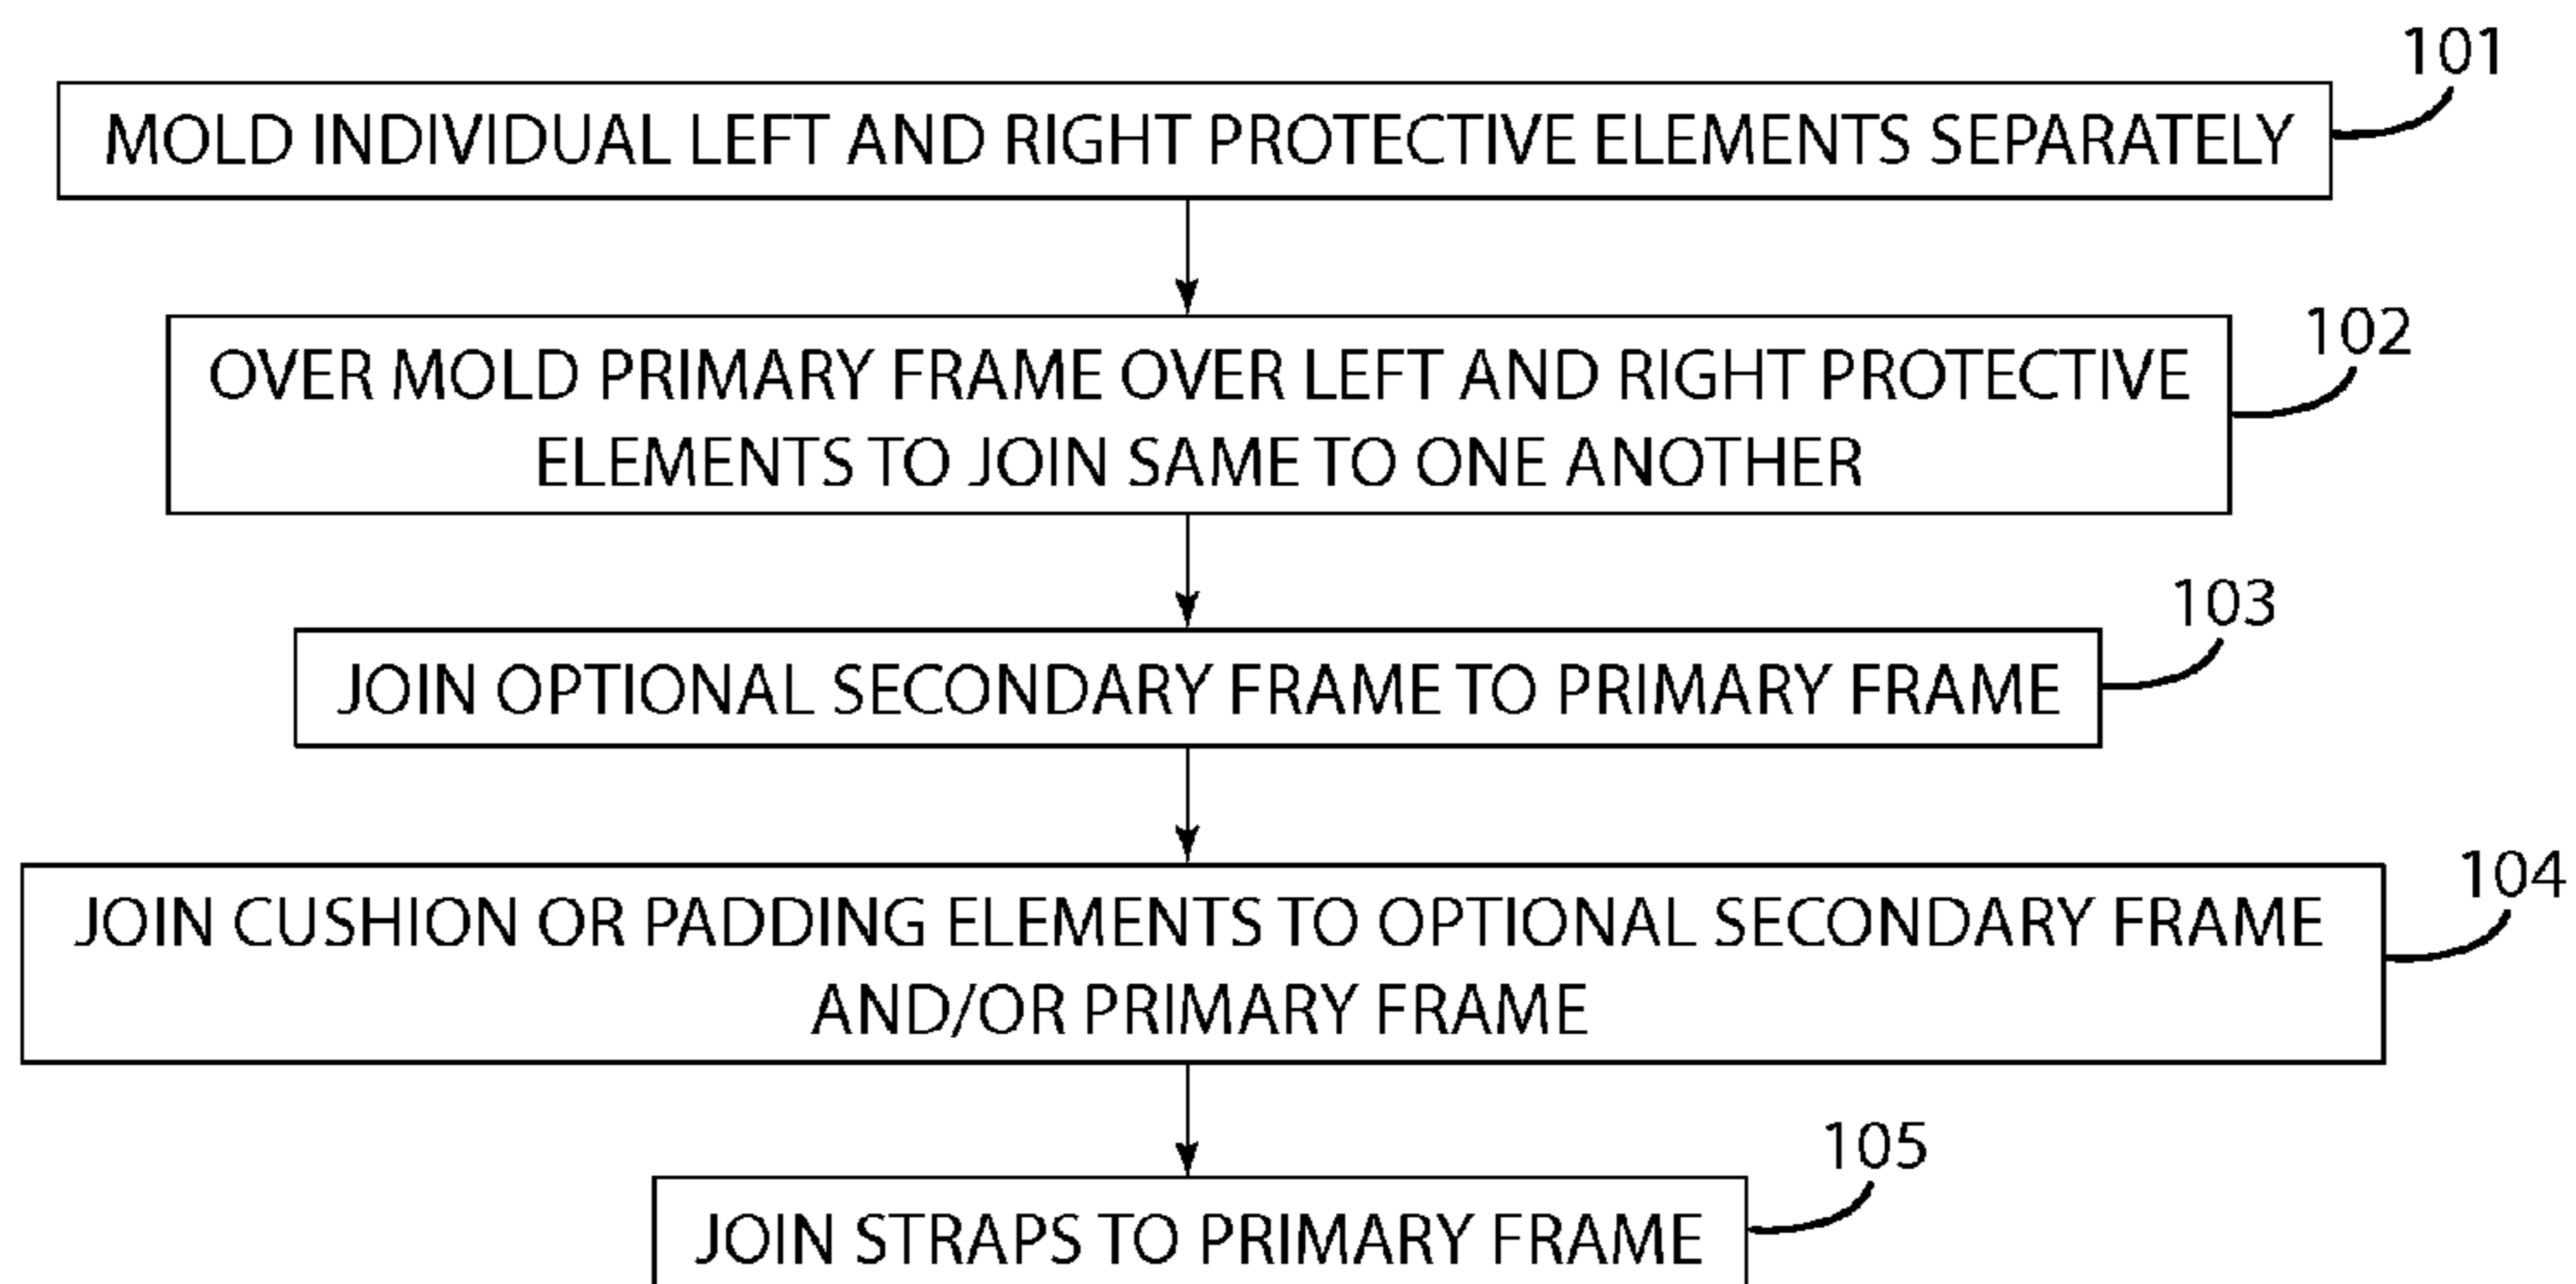 101
MOLD INDIVIDUAL LEFT AND RIGHT PROTECTIVE ELEMENTS SEPARATELY
102
OVER MOLD PRIMARY FRAME OVER LEFT AND RIGHT PROTECTIVE
ELEMENTS TO JOIN SAME TO ONE ANOTHER
103
JOIN OPTIONAL SECONDARY FRAME TO PRIMARY FRAME
104
JOIN CUSHION OR PADDING ELEMENTS TO OPTIONAL SECONDARY FRAME
AND/OR PRIMARY FRAME
105
JOIN STRAPS TO PRIMARY FRAME